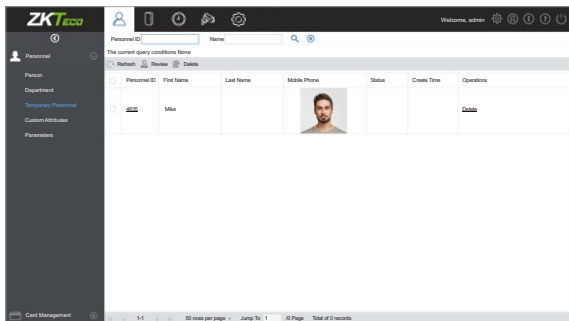 ZKTeco
Welcome, admin
Personnel ID
Name
The current query conditions None
Refresh Review Delete
Personnel
Person
Department
Temporary Personnel
Custom Attributes
Parameters
Personnel ID First Name Last Name Mobile Phone Status Create Time Operations
4835 Mike Delete
Card Management
1-1 50 rows per page Jump To 1 /0 Page Total of 0 records